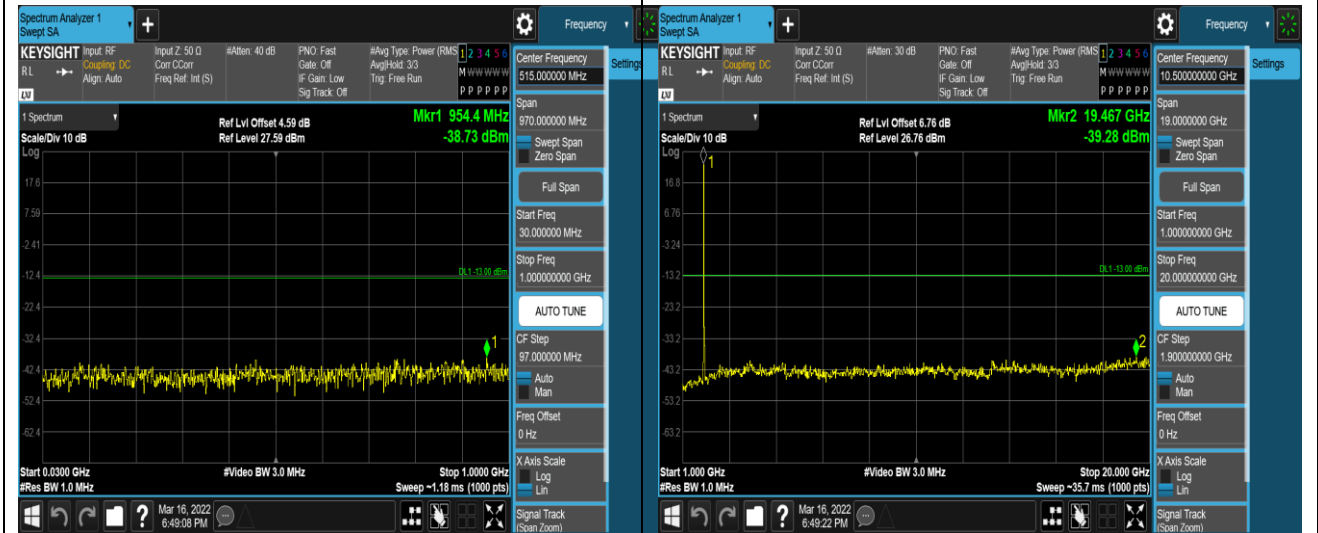 Spectrum Analyzer 1
Swept SA
Frequency
KEYSIGHT
Input: RF
Input Z: 50 Ω
#Atten: 40 dB
PNO: Fast
#Avg Type: Power (RMS
1 2 3 4 5 6
RL
Coupling: DC
Corr CCorr
Gate: Off
Avg|Hold: 3/3
M W W W W W
Align: Auto
Freq Ref: Int (S)
IF Gain: Low
Trig: Free Run
Sig Track: Off
P P P P P P
LXI
1 Spectrum
Ref Lvl Offset 4.59 dB
Mkr1 954.4 MHz
Scale/Div 10 dB
Ref Level 27.59 dBm
-38.73 dBm
Log
17.6
7.59
-2.41
-12.4
DL1 -13.00 dBm
-22.4
-32.4
1
-42.4
-52.4
-62.4
Start 0.0300 GHz
#Video BW 3.0 MHz
Stop 1.0000 GHz
#Res BW 1.0 MHz
Sweep ~1.18 ms (1000 pts)
Mar 16, 2022
6:49:08 PM
Center Frequency
515.000000 MHz
Settings
Span
970.000000 MHz
Swept Span
Zero Span
Full Span
Start Freq
30.000000 MHz
Stop Freq
1.000000000 GHz
AUTO TUNE
CF Step
97.000000 MHz
Auto
Man
Freq Offset
0 Hz
X Axis Scale
Log
Lin
Signal Track
(Span Zoom)
Spectrum Analyzer 1
Swept SA
Frequency
KEYSIGHT
Input: RF
Input Z: 50 Ω
#Atten: 30 dB
PNO: Fast
#Avg Type: Power (RMS
1 2 3 4 5 6
RL
Coupling: DC
Corr CCorr
Gate: Off
Avg|Hold: 3/3
M W W W W W
Align: Auto
Freq Ref: Int (S)
IF Gain: Low
Trig: Free Run
Sig Track: Off
P P P P P P
LXI
1 Spectrum
Ref Lvl Offset 6.76 dB
Mkr2 19.467 GHz
Scale/Div 10 dB
Ref Level 26.76 dBm
-39.28 dBm
Log
1
16.8
6.76
-3.24
-13.2
DL1 -13.00 dBm
-23.2
-33.2
2
-43.2
-53.2
-63.2
Start 1.000 GHz
#Video BW 3.0 MHz
Stop 20.000 GHz
#Res BW 1.0 MHz
Sweep ~35.7 ms (1000 pts)
Mar 16, 2022
6:49:22 PM
Center Frequency
10.500000000 GHz
Settings
Span
19.0000000 GHz
Swept Span
Zero Span
Full Span
Start Freq
1.000000000 GHz
Stop Freq
20.000000000 GHz
AUTO TUNE
CF Step
1.900000000 GHz
Auto
Man
Freq Offset
0 Hz
X Axis Scale
Log
Lin
Signal Track
(Span Zoom)